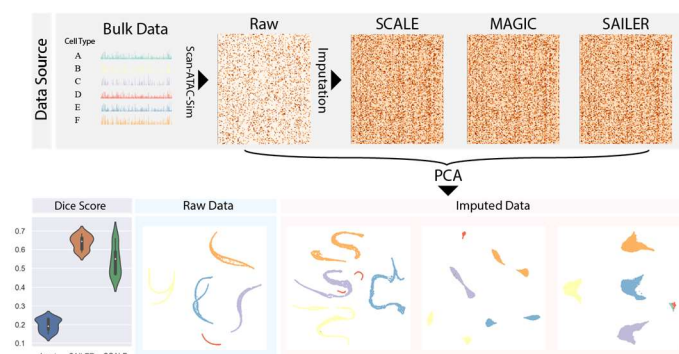 Data Source
Bulk Data
Cell Type
A
B
C
D
E
F
Scan-ATAC-Sim
Raw
Imputation
SCALE
MAGIC
SAILER
PCA
Dice Score
0.7
0.6
0.5
0.4
0.3
0.2
0.1
Raw Data
Imputed Data